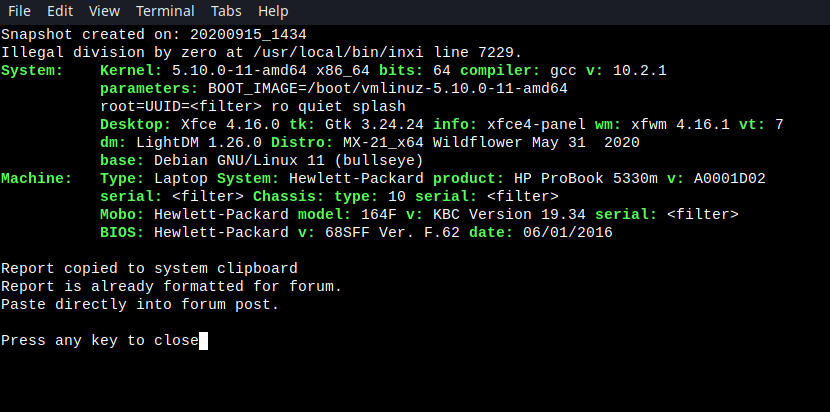 File Edit View Terminal Tabs Help
Snapshot created on: 20200915_1434
Illegal division by zero at /usr/local/bin/inxi line 7229.
System: Kernel: 5.10.0-11-amd64 x86_64 bits: 64 compiler: gcc v: 10.2.1
parameters: BOOT_IMAGE=/boot/vmlinuz-5.10.0-11-amd64
root=UUID=<filter> ro quiet splash
Desktop: Xfce 4.16.0 tk: Gtk 3.24.24 info: xfce4-panel wm: xfwm 4.16.1 vt: 7
dm: LightDM 1.26.0 Distro: MX-21_x64 Wildflower May 31  2020
base: Debian GNU/Linux 11 (bullseye)
Machine: Type: Laptop System: Hewlett-Packard product: HP ProBook 5330m v: A0001D02
serial: <filter> Chassis: type: 10 serial: <filter>
Mobo: Hewlett-Packard model: 164F v: KBC Version 19.34 serial: <filter>
BIOS: Hewlett-Packard v: 68SFF Ver. F.62 date: 06/01/2016
Report copied to system clipboard
Report is already formatted for forum.
Paste directly into forum post.
Press any key to close